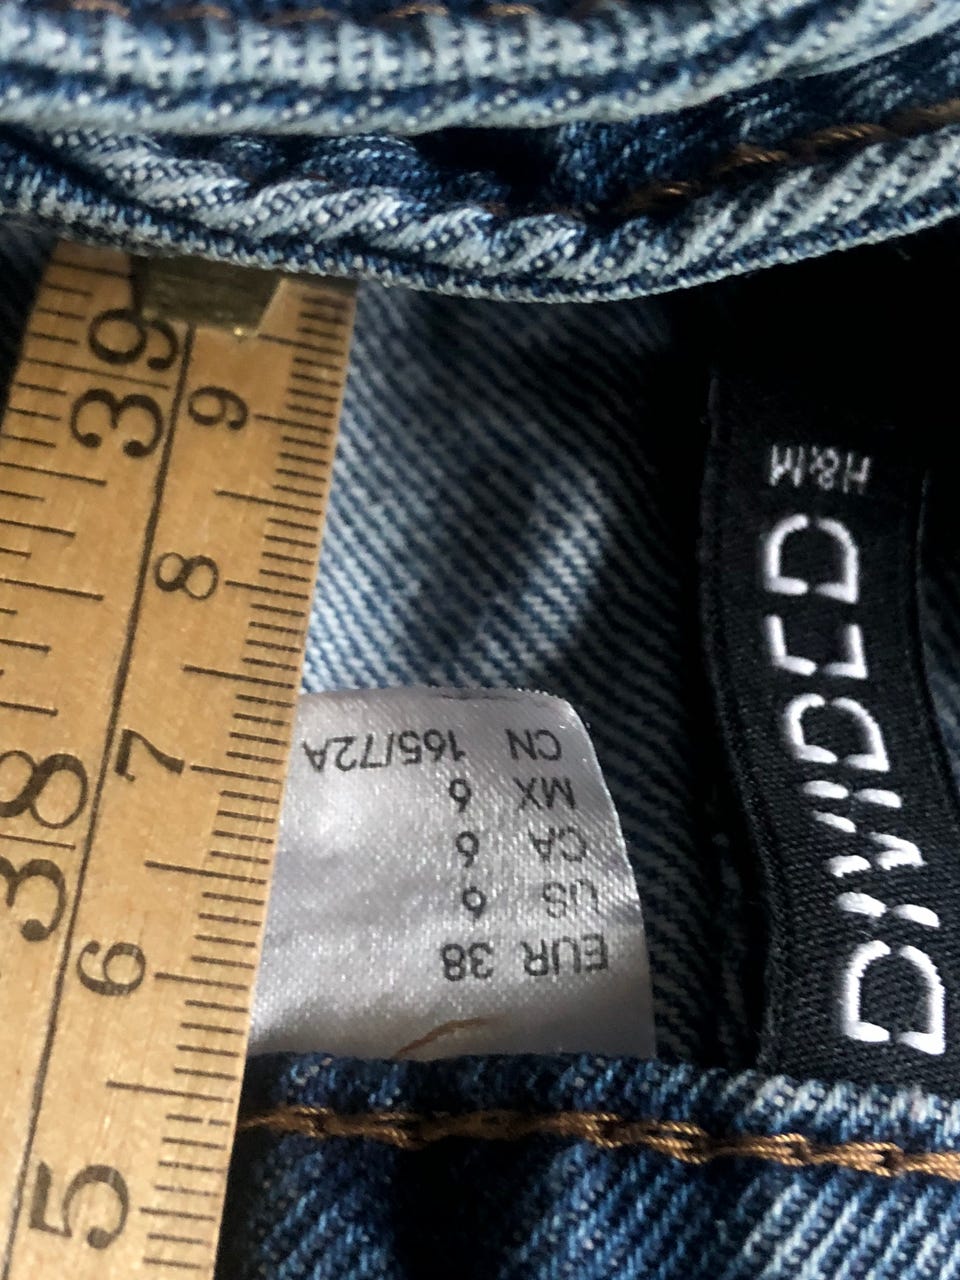 EUR 38
US 6
CA 6
MX 6
CN 165/72A
DIVIDED
H&M
39
38
9
8
7
6
5